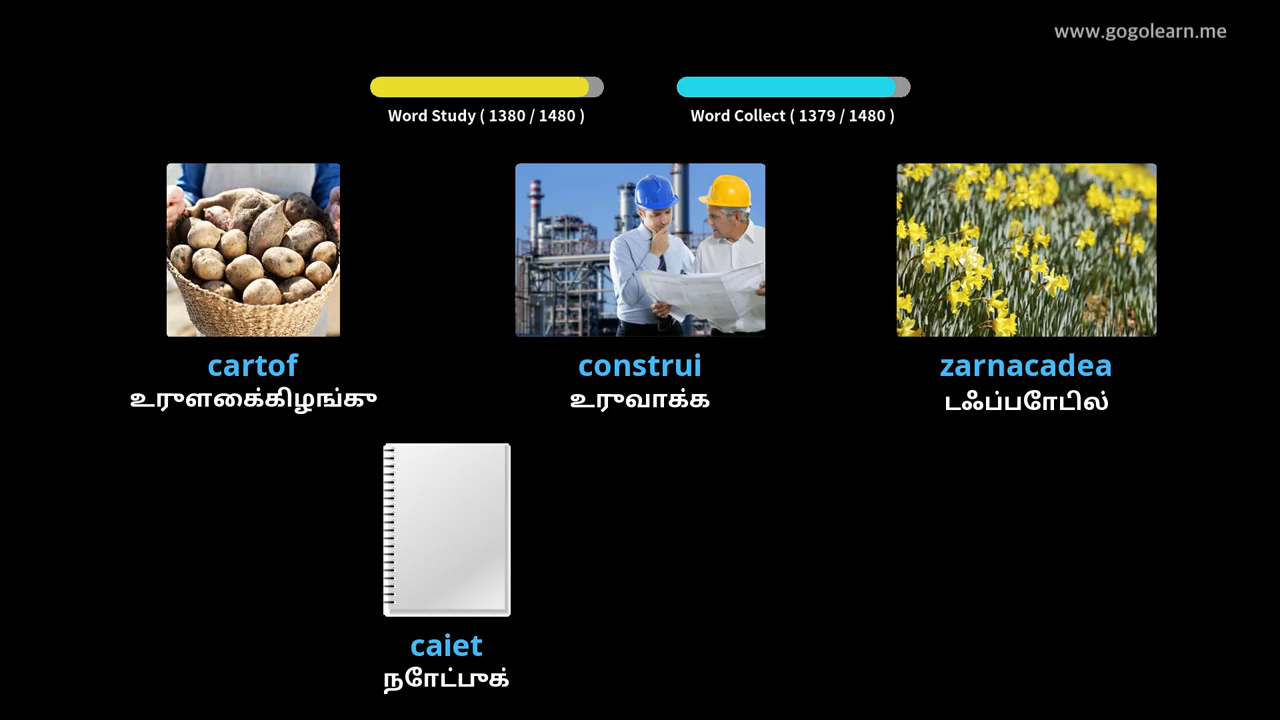 www.gogolearn.me
Word Study ( 1380 / 1480 )
Word Collect ( 1379 / 1480 )
cartof
உருளைக்கிழங்கு
construi
உருவாக்க
zarnacadea
டஃப்போபில்
caiet
நோட்புக்